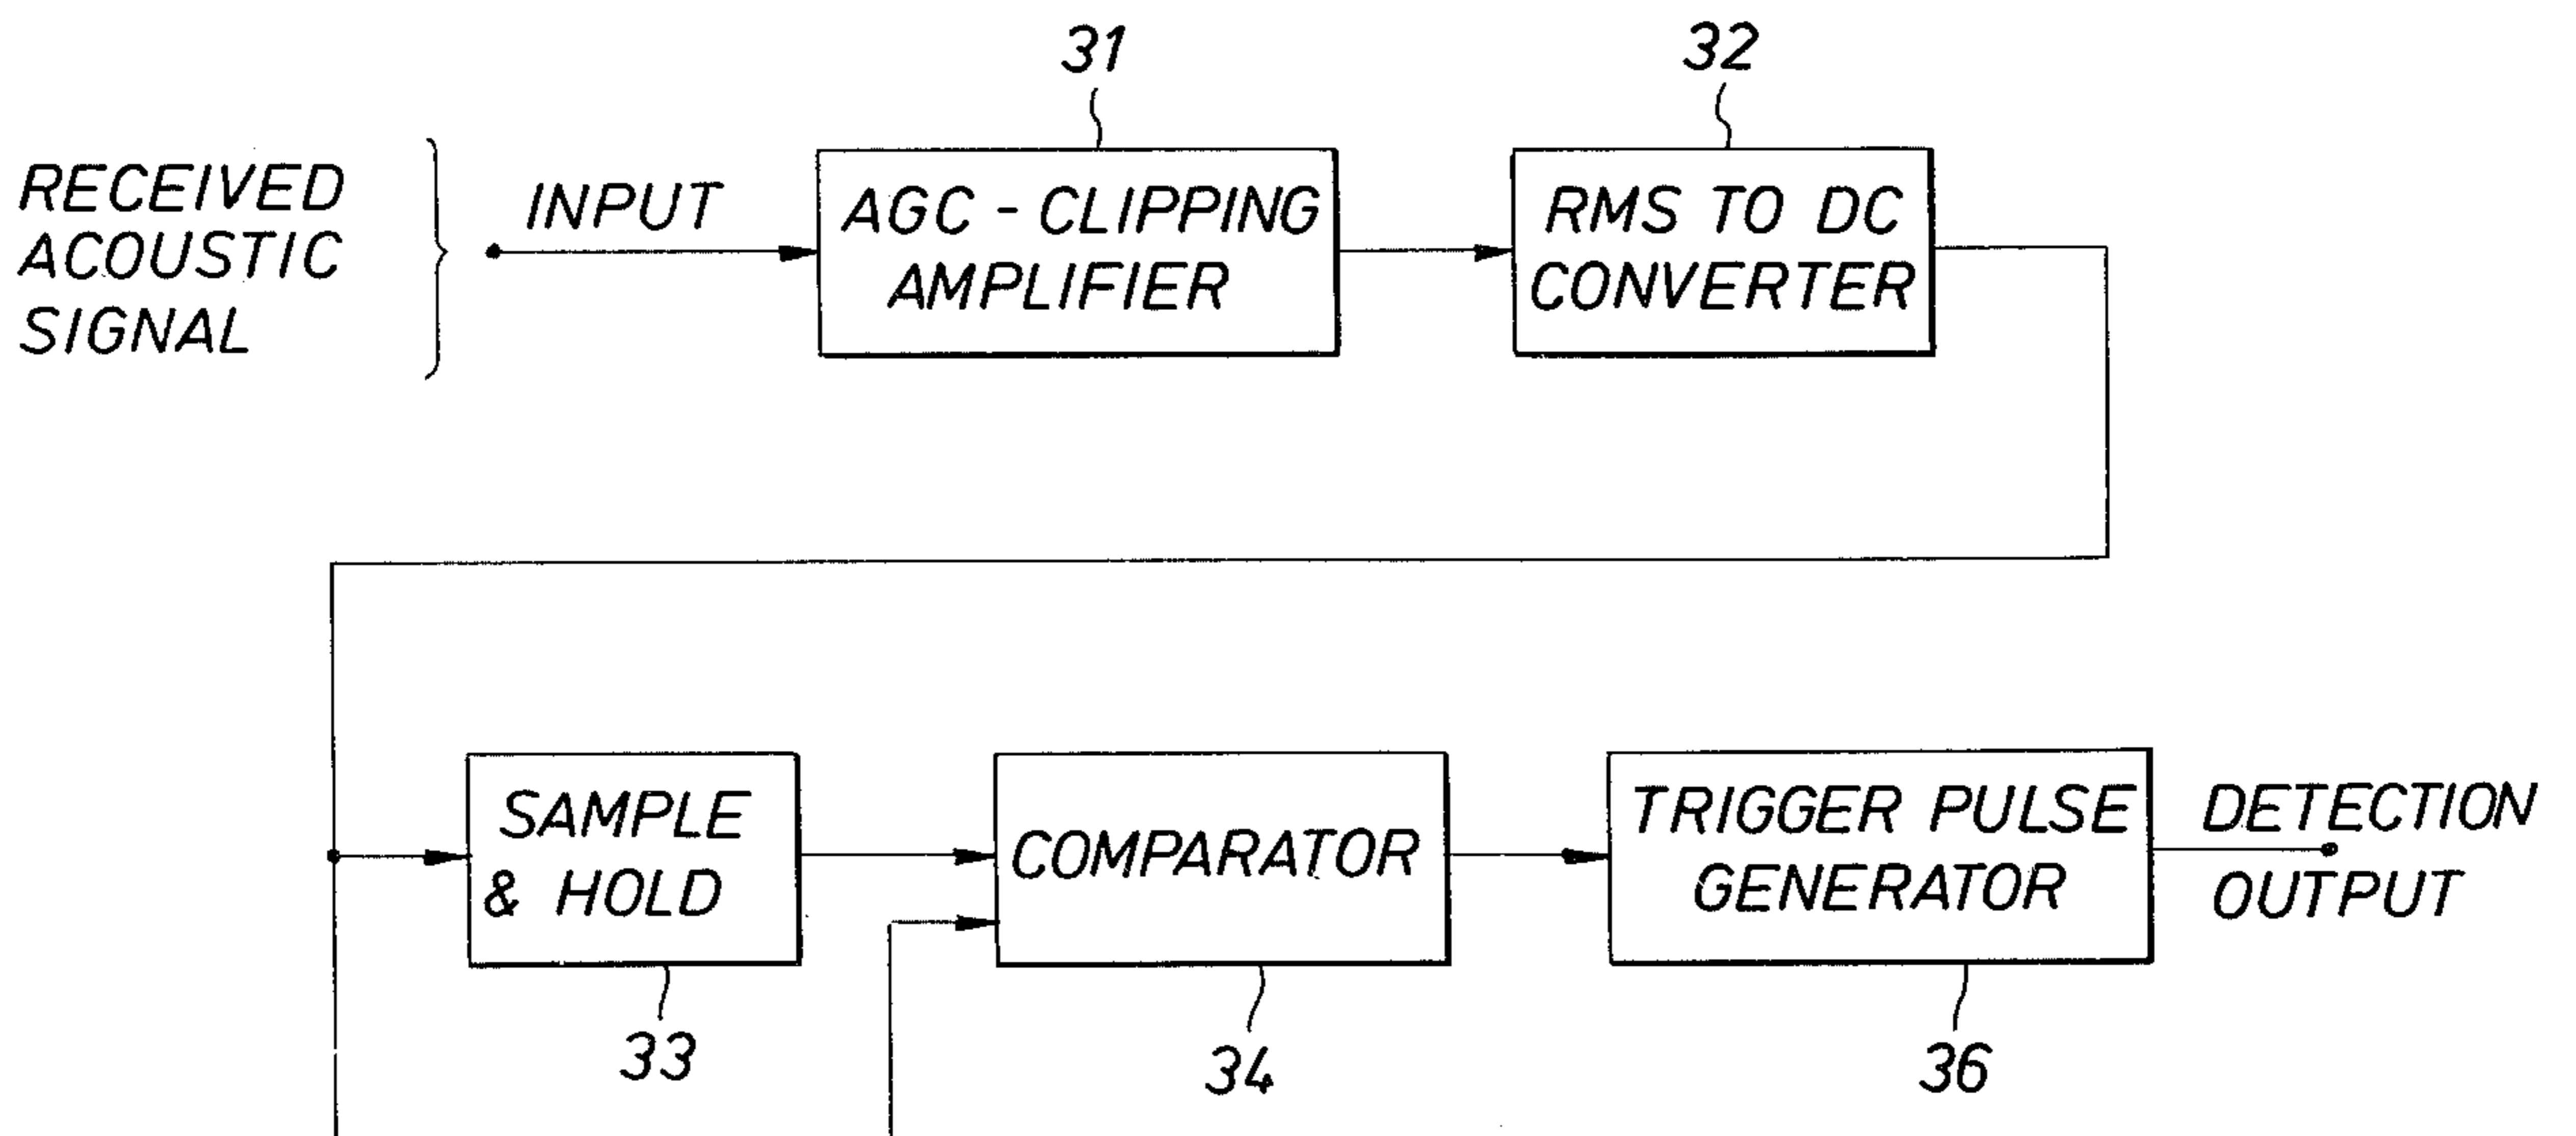 31
32
RECEIVED
ACOUSTIC
SIGNAL
INPUT
AGC - CLIPPING
AMPLIFIER
RMS TO DC
CONVERTER
SAMPLE
& HOLD
COMPARATOR
TRIGGER PULSE
GENERATOR
DETECTION
OUTPUT
33
34
36